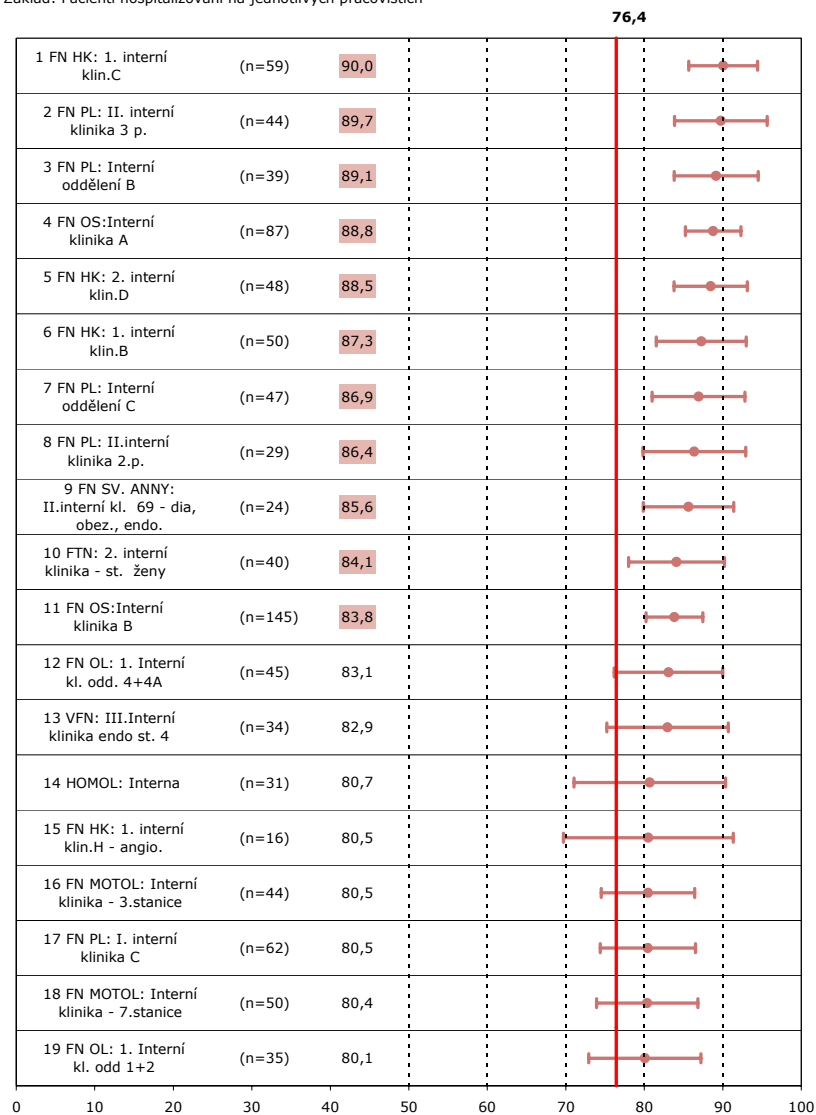 Základ: Pacienti hospitalizovaní na jednotlivých pracovištích
76,4
1 FN HK: 1. interní
klin.C
(n=59)
90,0
2 FN PL: II. interní
klinika 3 p.
(n=44)
89,7
3 FN PL: Interní
oddělení B
(n=39)
89,1
4 FN OS:Interní
klinika A
(n=87)
88,8
5 FN HK: 2. interní
klin.D
(n=48)
88,5
6 FN HK: 1. interní
klin.B
(n=50)
87,3
7 FN PL: Interní
oddělení C
(n=47)
86,9
8 FN PL: II.interní
klinika 2.p.
(n=29)
86,4
9 FN SV. ANNY:
II.interní kl. 69 - dia,
obez., endo.
(n=24)
85,6
10 FTN: 2. interní
klinika - st. ženy
(n=40)
84,1
11 FN OS:Interní
klinika B
(n=145)
83,8
12 FN OL: 1. Interní
kl. odd. 4+4A
(n=45)
83,1
13 VFN: III.Interní
klinika endo st. 4
(n=34)
82,9
14 HOMOL: Interna
(n=31)
80,7
15 FN HK: 1. interní
klin.H - angio.
(n=16)
80,5
16 FN MOTOL: Interní
klinika - 3.stanice
(n=44)
80,5
17 FN PL: I. interní
klinika C
(n=62)
80,5
18 FN MOTOL: Interní
klinika - 7.stanice
(n=50)
80,4
19 FN OL: 1. Interní
kl. odd 1+2
(n=35)
80,1
0 10 20 30 40 50 60 70 80 90 100